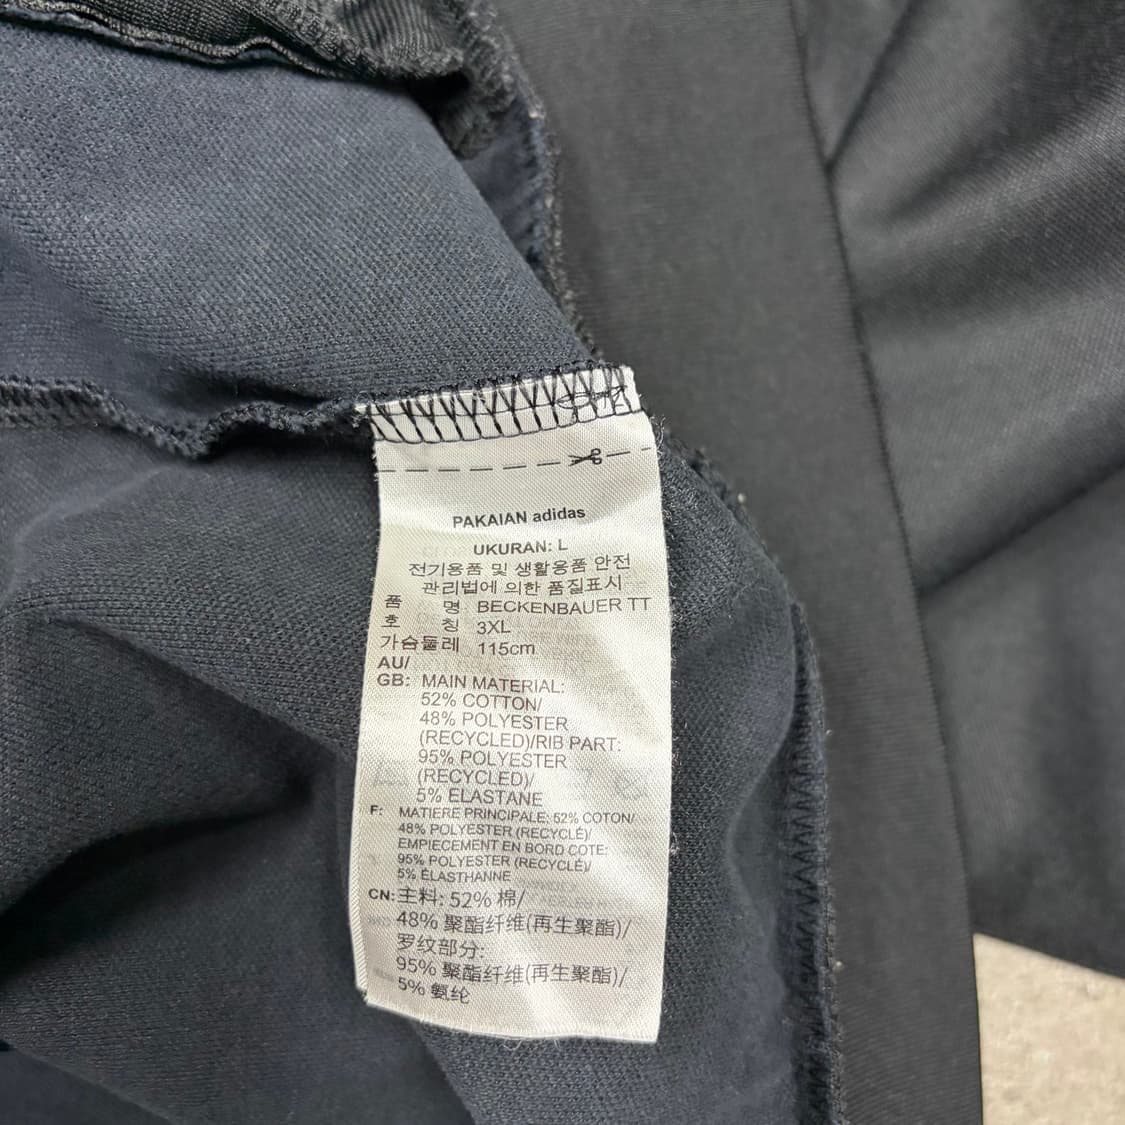 PAKAIAN adidas
UKURAN: L
전기용품 및 생활용품 안전
관리법에 의한 품질표시
품 명 BECKENBAUER TT
호 칭 3XL
가슴둘레 115cm
AU/
GB: MAIN MATERIAL:
52% COTTON/
48% POLYESTER
(RECYCLED)/RIB PART:
95% POLYESTER
(RECYCLED)/
5% ELASTANE
F: MATIERE PRINCIPALE: 52% COTON/
48% POLYESTER (RECYCLÉ)/
EMPIECEMENT EN BORD COTE:
95% POLYESTER (RECYCLÉ)/
5% ÉLASTHANNE
CN: 主料: 52% 棉/
48% 聚酯纤维(再生聚酯)/
罗纹部分:
95% 聚酯纤维(再生聚酯)/
5% 氨纶